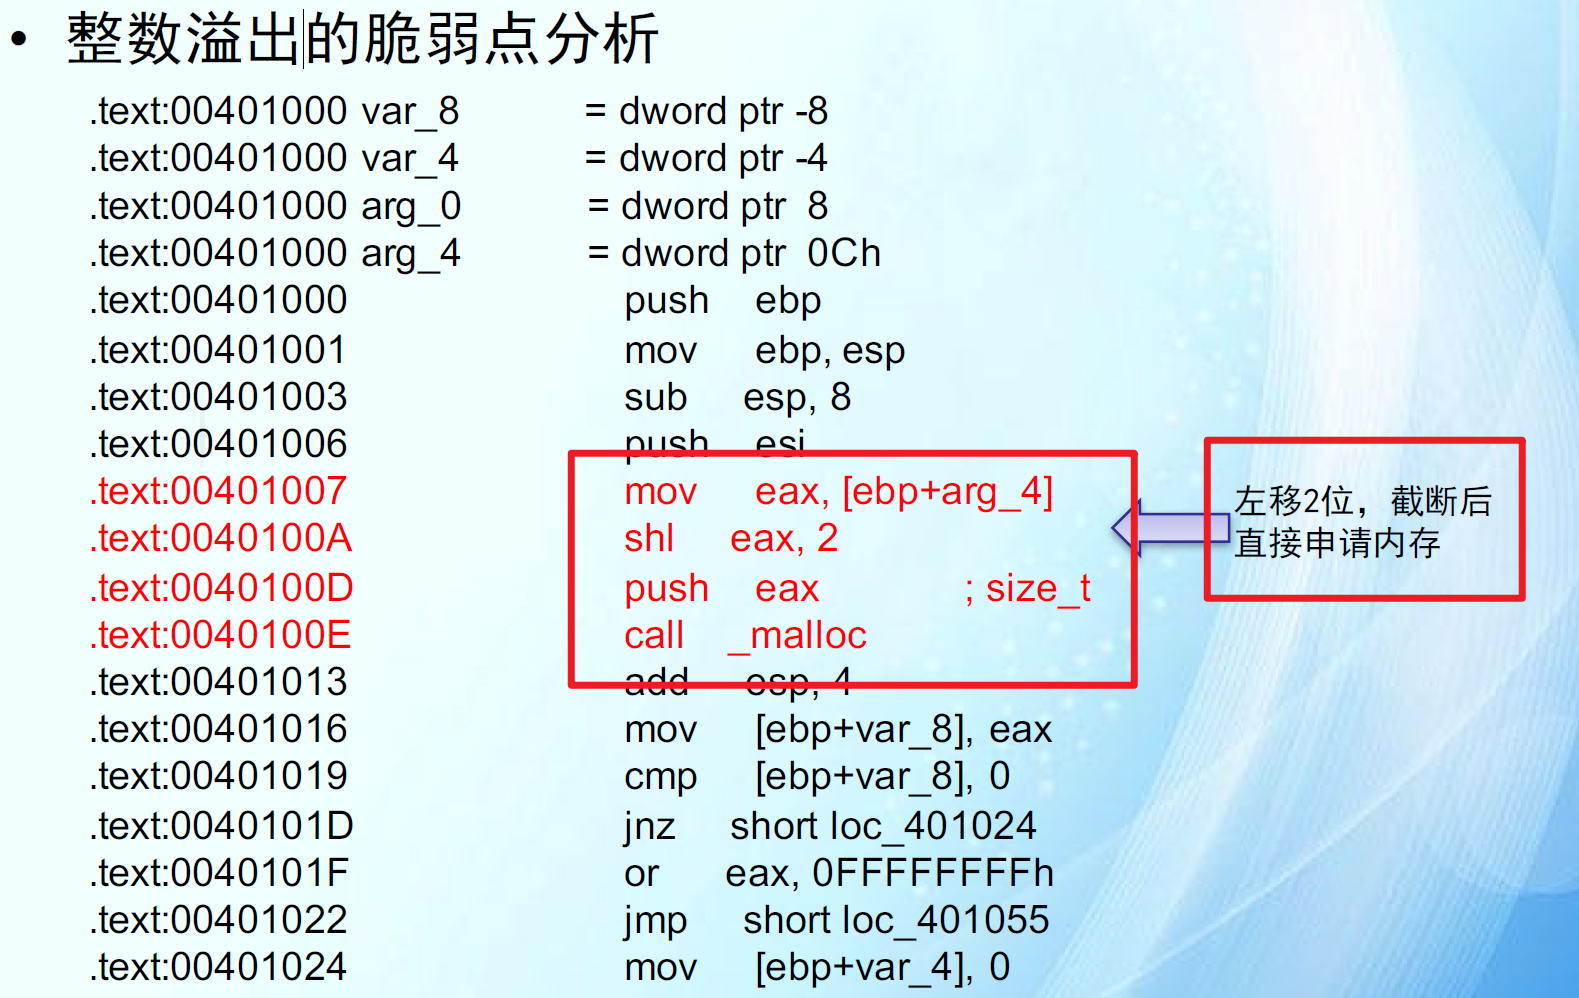 • 整数溢出的脆弱点分析
.text:00401000 var_8 = dword ptr -8
.text:00401000 var_4 = dword ptr -4
.text:00401000 arg_0 = dword ptr 8
.text:00401000 arg_4 = dword ptr 0Ch
.text:00401000 push ebp
.text:00401001 mov ebp, esp
.text:00401003 sub esp, 8
.text:00401006 push esi
.text:00401007 mov eax, [ebp+arg_4]
.text:0040100A shl eax, 2
.text:0040100D push eax ; size_t
.text:0040100E call _malloc
.text:00401013 add esp, 4
.text:00401016 mov [ebp+var_8], eax
.text:00401019 cmp [ebp+var_8], 0
.text:0040101D jnz short loc_401024
.text:0040101F or eax, 0FFFFFFFFh
.text:00401022 jmp short loc_401055
.text:00401024 mov [ebp+var_4], 0
左移2位，截断后
直接申请内存